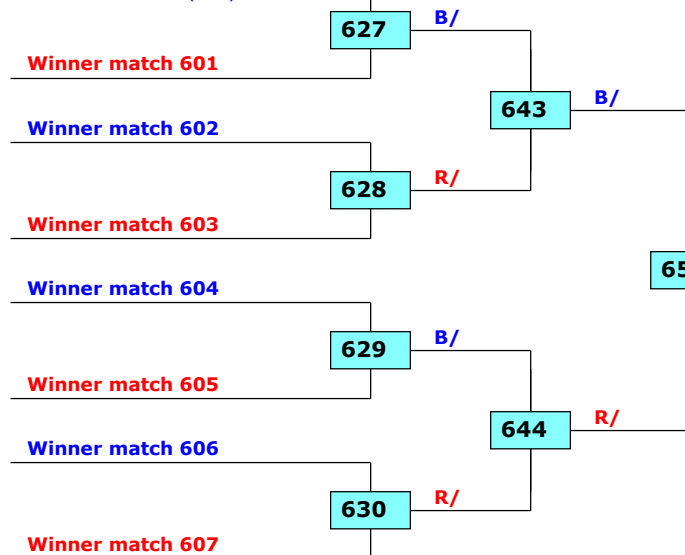 627
B/
Winner match 601
643
B/
Winner match 602
628
R/
Winner match 603
Winner match 604
629
B/
Winner match 605
644
R/
Winner match 606
630
R/
Winner match 607